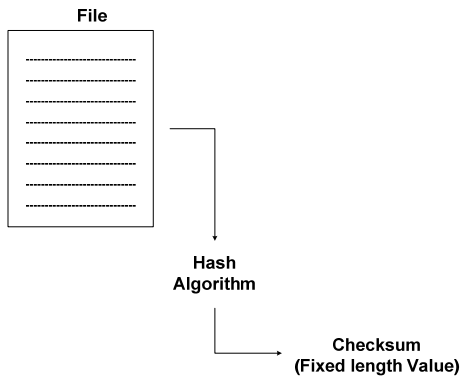 File
Hash
Algorithm
Checksum
(Fixed length Value)